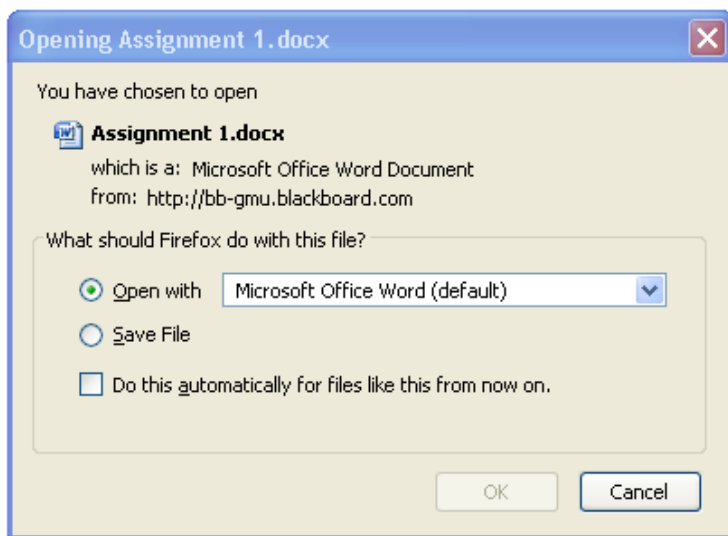 Opening Assignment 1.docx
You have chosen to open
Assignment 1.docx
which is a: Microsoft Office Word Document
from: http://bb-gmu.blackboard.com
What should Firefox do with this file?
Open with Microsoft Office Word (default)
Save File
Do this automatically for files like this from now on.
OK Cancel